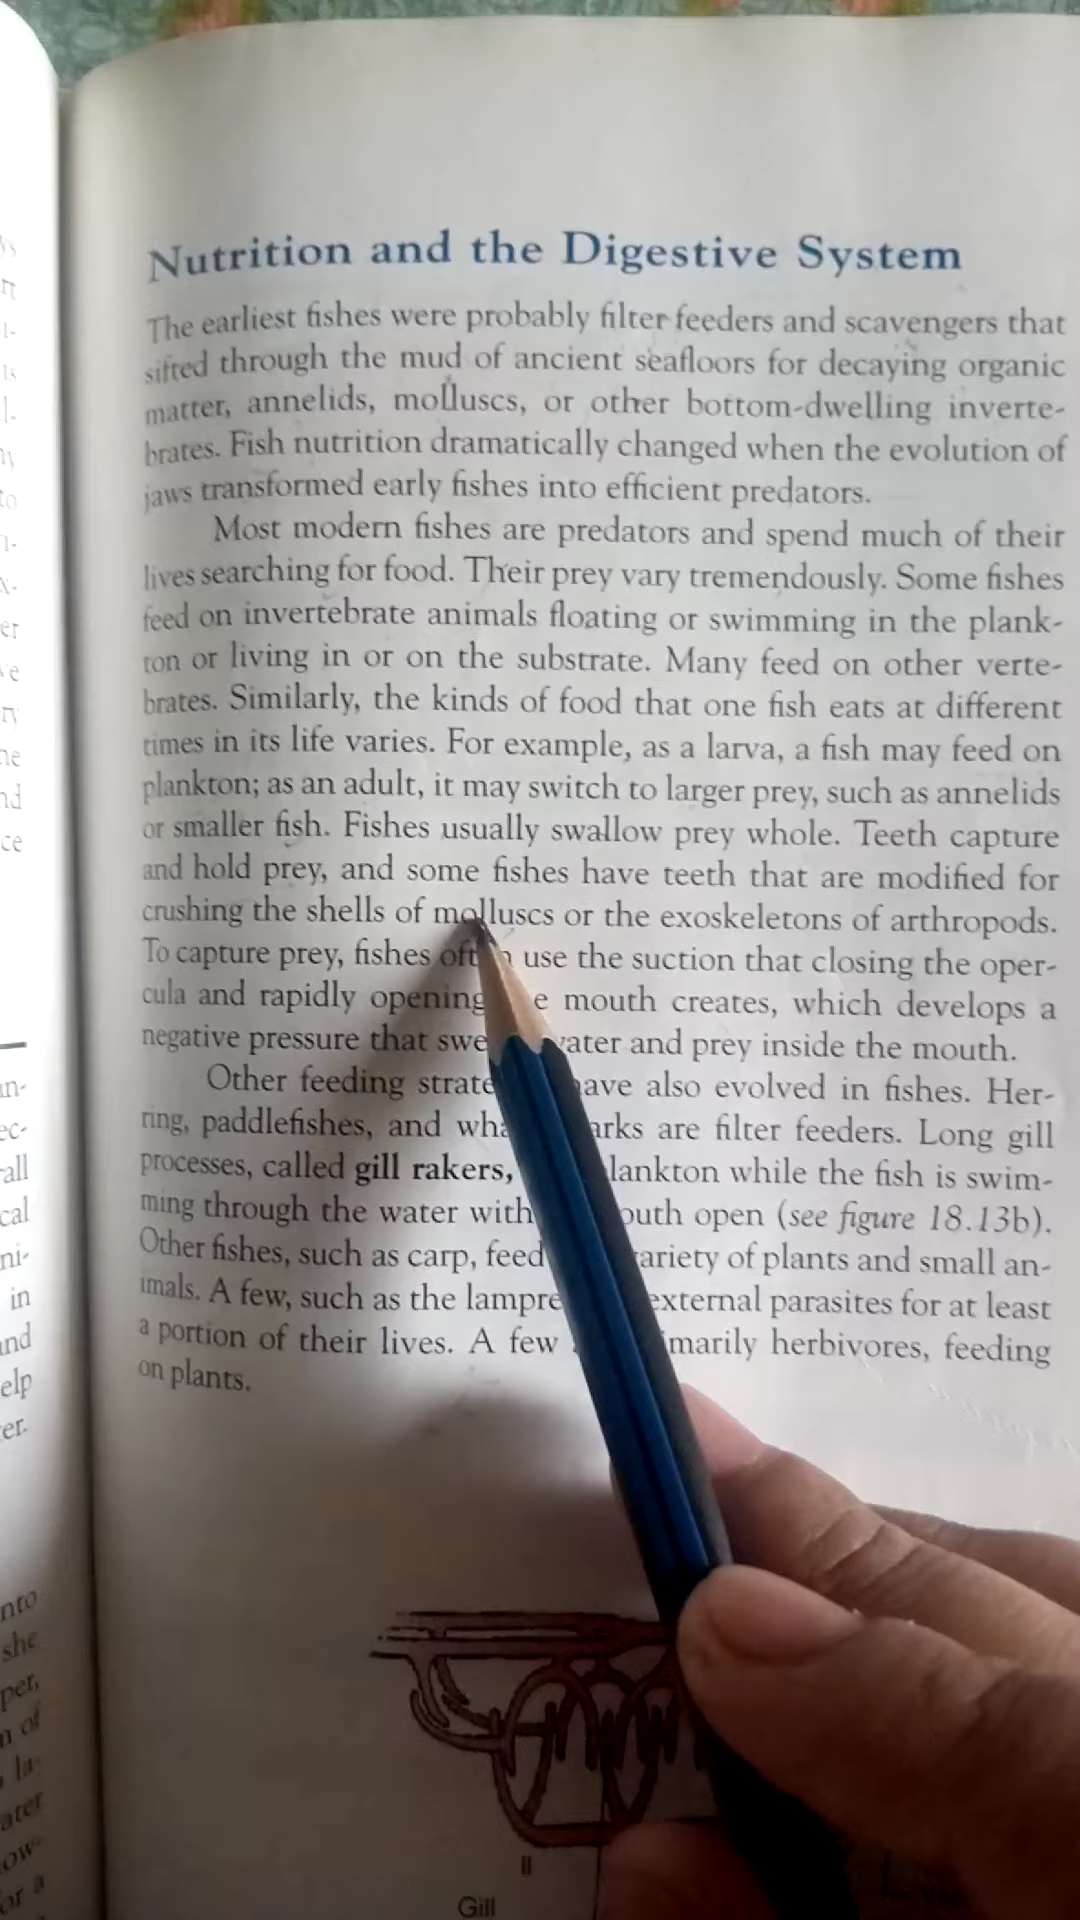 Nutrition and the Digestive System
The earliest fishes were probably filter feeders and scavengers that
sifted through the mud of ancient seafloors for decaying organic
matter, annelids, molluscs, or other bottom-dwelling inverte-
brates. Fish nutrition dramatically changed when the evolution of
jaws transformed early fishes into efficient predators.
Most modern fishes are predators and spend much of their
lives searching for food. Their prey vary tremendously. Some fishes
feed on invertebrate animals floating or swimming in the plank-
ton or living in or on the substrate. Many feed on other verte-
brates. Similarly, the kinds of food that one fish eats at different
times in its life varies. For example, as a larva, a fish may feed on
plankton; as an adult, it may switch to larger prey, such as annelids
or smaller fish. Fishes usually swallow prey whole. Teeth capture
and hold prey, and some fishes have teeth that are modified for
crushing the shells of molluscs or the exoskeletons of arthropods.
To capture prey, fishes use the suction that closing the oper-
cula and rapidly opening mouth creates, which develops a
negative pressure that water and prey inside the mouth.
Other feeding have also evolved in fishes. Her-
ring, paddlefishes, and are filter feeders. Long gill
processes, called gill rakers, plankton while the fish is swim-
ming through the water with mouth open (see figure 18.13b).
Other fishes, such as carp, feed variety of plants and small an-
imals. A few, such as the external parasites for at least
a portion of their lives. A few primarily herbivores, feeding
on plants.
II
Gill